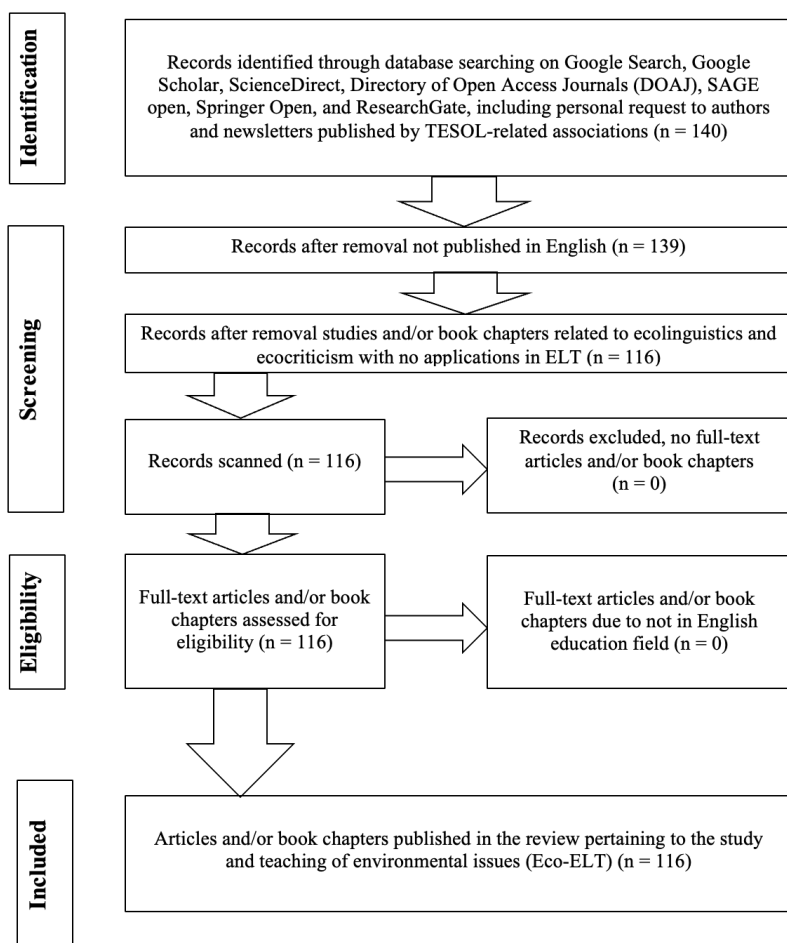 Identification
Records identified through database searching on Google Search, Google
Scholar, ScienceDirect, Directory of Open Access Journals (DOAJ), SAGE
open, Springer Open, and ResearchGate, including personal request to authors
and newsletters published by TESOL-related associations (n = 140)
Screening
Records after removal not published in English (n = 139)
Records after removal studies and/or book chapters related to ecolinguistics and
ecocriticism with no applications in ELT (n = 116)
Records scanned (n = 116)
Records excluded, no full-text
articles and/or book chapters
(n = 0)
Eligibility
Full-text articles and/or book
chapters assessed for
eligibility (n = 116)
Full-text articles and/or book
chapters due to not in English
education field (n = 0)
Included
Articles and/or book chapters published in the review pertaining to the study
and teaching of environmental issues (Eco-ELT) (n = 116)